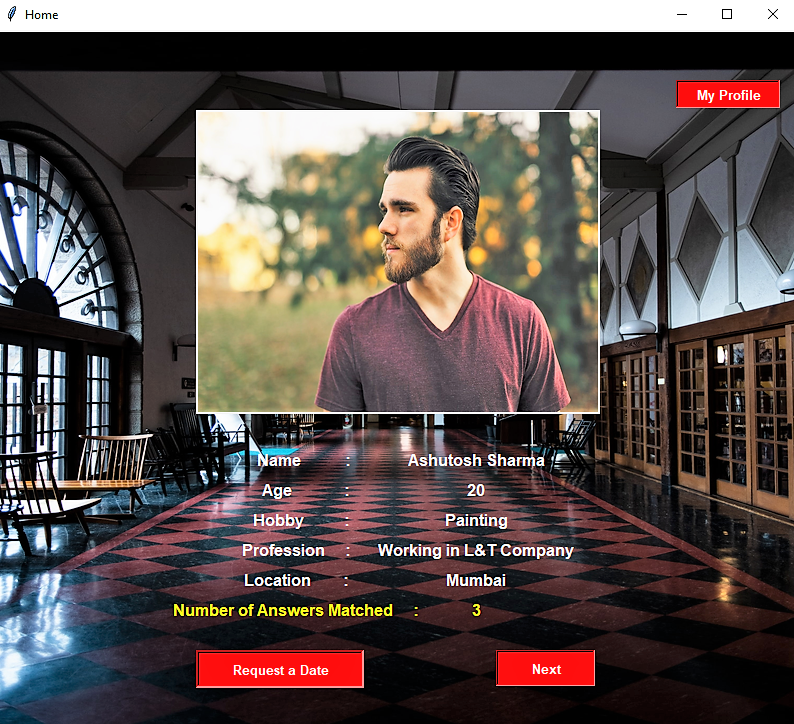 Home
My Profile
Name : Ashutosh Sharma
Age : 20
Hobby : Painting
Profession : Working in L&T Company
Location : Mumbai
Number of Answers Matched : 3
Request a Date Next